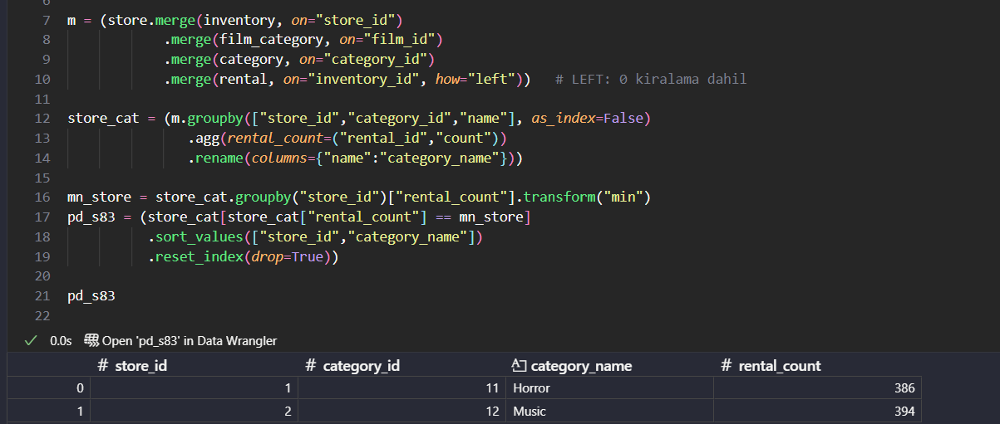 6
7 m = (store.merge(inventory, on="store_id")
8 .merge(film_category, on="film_id")
9 .merge(category, on="category_id")
10 .merge(rental, on="inventory_id", how="left")) # LEFT: 0 kiralama dahil
11
12 store_cat = (m.groupby(["store_id","category_id","name"], as_index=False)
13 .agg(rental_count=("rental_id","count"))
14 .rename(columns={"name":"category_name"}))
15
16 mn_store = store_cat.groupby("store_id")["rental_count"].transform("min")
17 pd_s83 = (store_cat[store_cat["rental_count"] == mn_store]
18 .sort_values(["store_id","category_name"])
19 .reset_index(drop=True))
20
21 pd_s83
22
0.0s Open 'pd_s83' in Data Wrangler
# store_id # category_id category_name # rental_count
0 1 11 Horror 386
1 2 12 Music 394